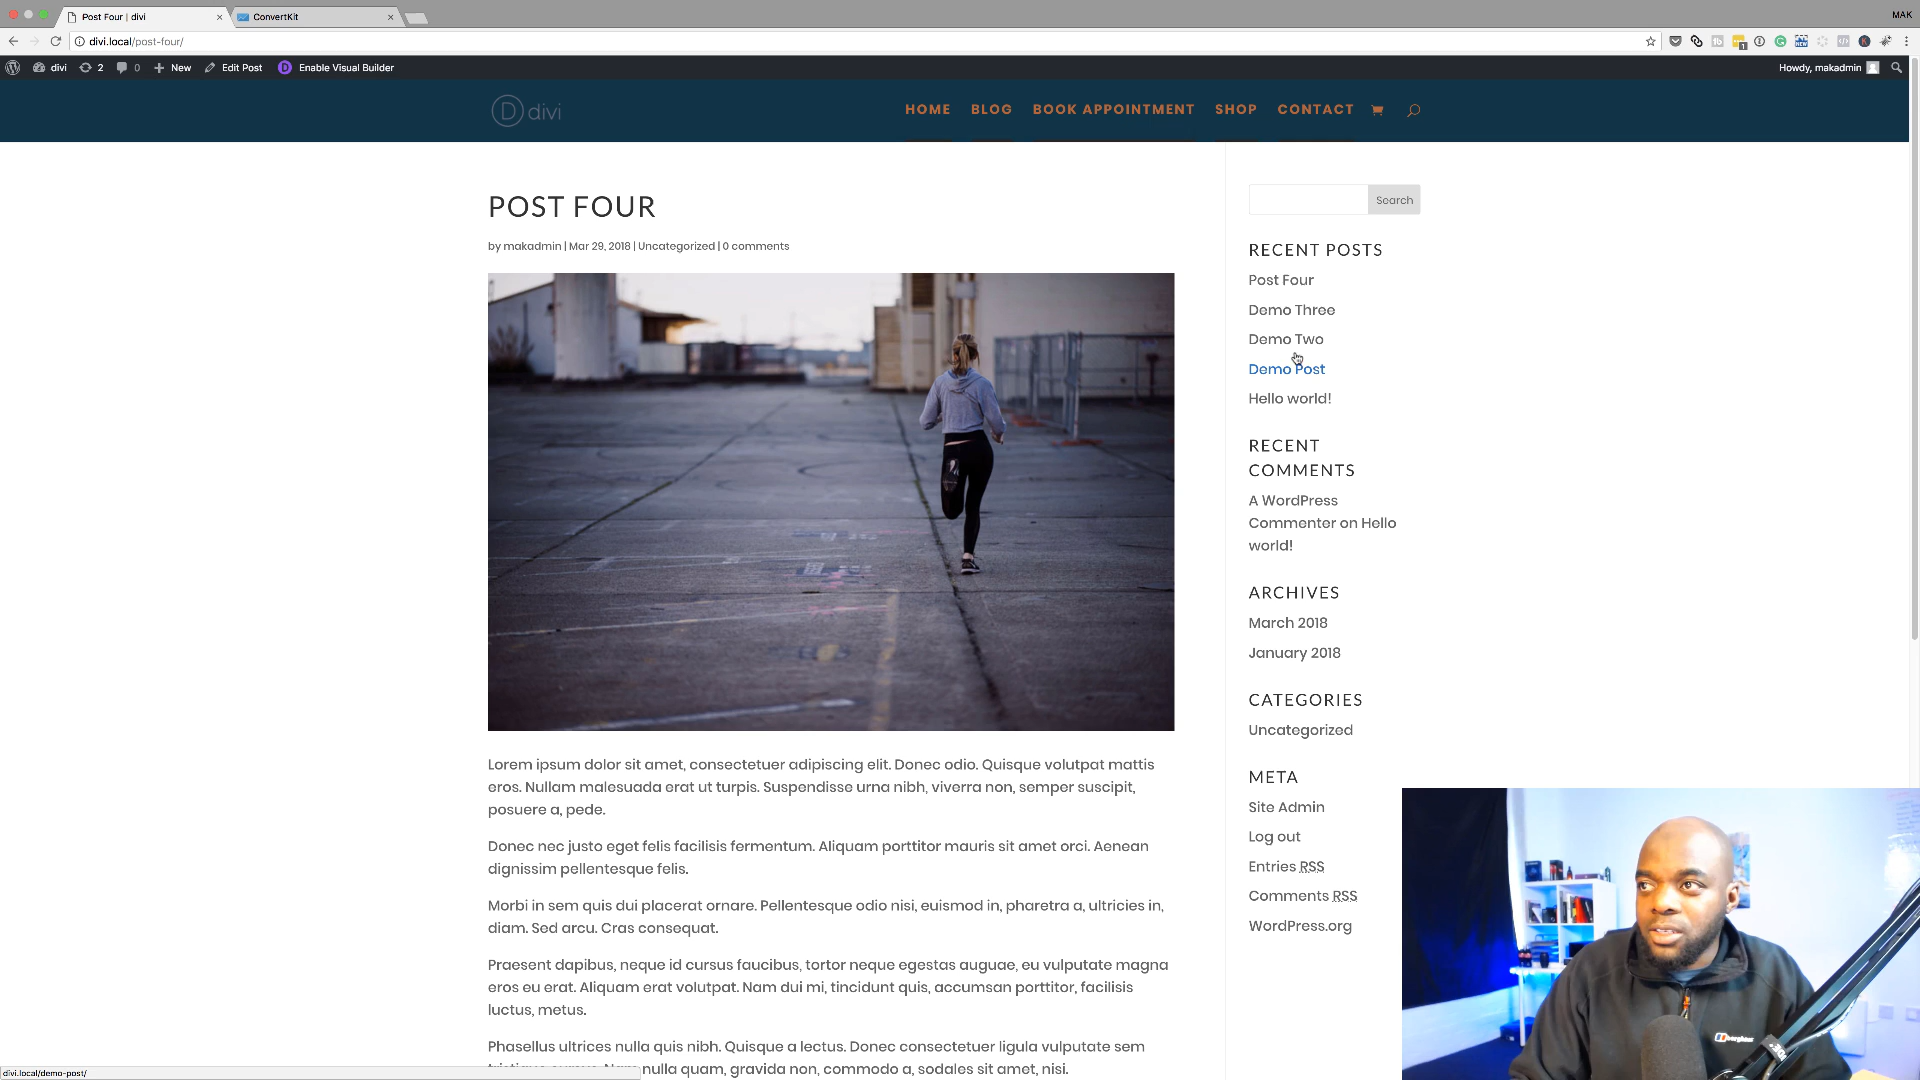 Post Four | divi
ConvertKit
MAK
divi.local/post-four/
divi
2
0
New
Edit Post
Enable Visual Builder
Howdy, makadmin
D divi
HOME
BLOG
BOOK APPOINTMENT
SHOP
CONTACT
POST FOUR
by makadmin | Mar 29, 2018 | Uncategorized | 0 comments
Lorem ipsum dolor sit amet, consectetuer adipiscing elit. Donec odio. Quisque volutpat mattis
eros. Nullam malesuada erat ut turpis. Suspendisse urna nibh, viverra non, semper suscipit,
posuere a, pede.
Donec nec justo eget felis facilisis fermentum. Aliquam porttitor mauris sit amet orci. Aenean
dignissim pellentesque felis.
Morbi in sem quis dui placerat ornare. Pellentesque odio nisi, euismod in, pharetra a, ultricies in,
diam. Sed arcu. Cras consequat.
Praesent dapibus, neque id cursus faucibus, tortor neque egestas auguae, eu vulputate magna
eros eu erat. Aliquam erat volutpat. Nam dui mi, tincidunt quis, accumsan porttitor, facilisis
luctus, metus.
Phasellus ultrices nulla quis nibh. Quisque a lectus. Donec consectetuer ligula vulputate sem
nulla quam, gravida non, commodo a, sodales sit amet, nisi.
Search
RECENT POSTS
Post Four
Demo Three
Demo Two
Demo Post
Hello world!
RECENT
COMMENTS
A WordPress
Commenter on Hello
world!
ARCHIVES
March 2018
January 2018
CATEGORIES
Uncategorized
META
Site Admin
Log out
Entries RSS
Comments RSS
WordPress.org
divi.local/demo-post/